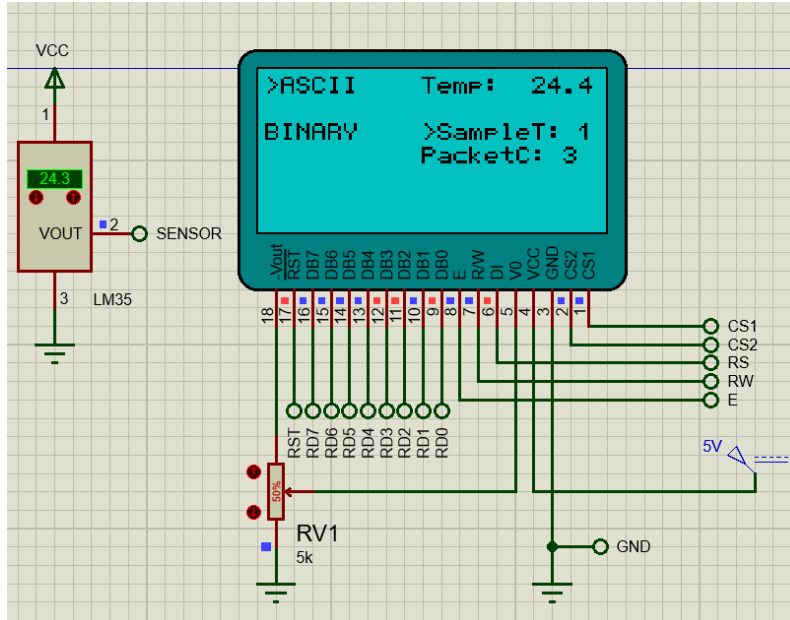 VCC
1
24.3
VOUT
2
SENSOR
3
LM35
>ASCII Temp: 24.4
BINARY >SampleT: 1
PacketC: 3
-Vout
RST
DB7
DB6
DB5
DB4
DB3
DB2
DB1
DB0
E
R/W
DI
V0
VCC
GND
CS2
CS1
18
17
16
15
14
13
12
11
10
9
8
7
6
5
4
3
2
1
CS1
CS2
RS
RW
E
RST
RD7
RD6
RD5
RD4
RD3
RD2
RD1
RD0
5V
50%
RV1
5k
GND